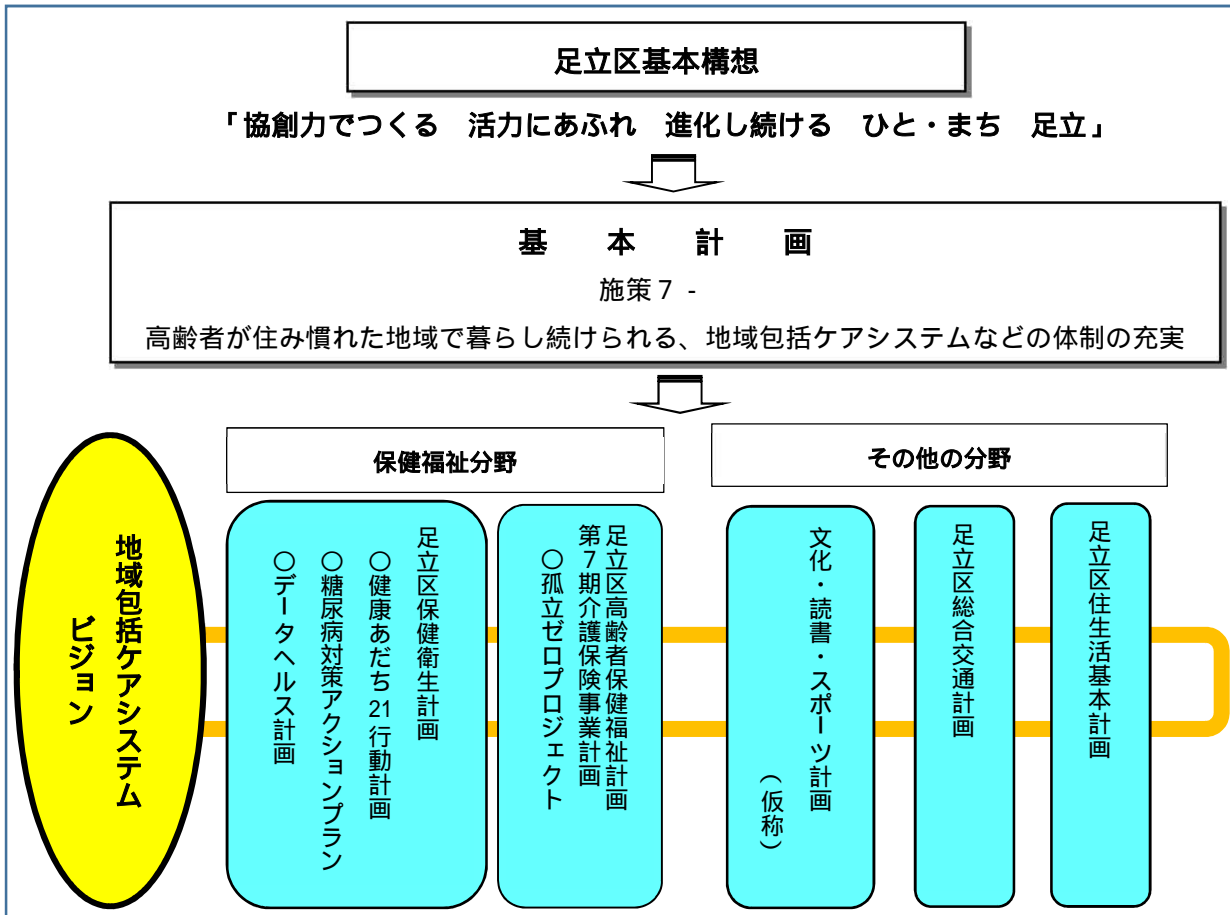 足立区基本構想
「協創力でつくる　活力にあふれ　進化し続ける　ひと・まち　足立」
基　本　計　画
施策７ -
高齢者が住み慣れた地域で暮らし続けられる、地域包括ケアシステムなどの体制の充実
保健福祉分野
その他の分野
地域包括ケアシステム
ビジョン
足立区保健衛生計画
○健康あだち21行動計画
○糖尿病対策アクションプラン
○データヘルス計画
足立区高齢者保健福祉計画
第７期介護保険事業計画
○孤立ゼロプロジェクト
文化・読書・スポーツ計画
（仮称）
足立区総合交通計画
足立区住生活基本計画